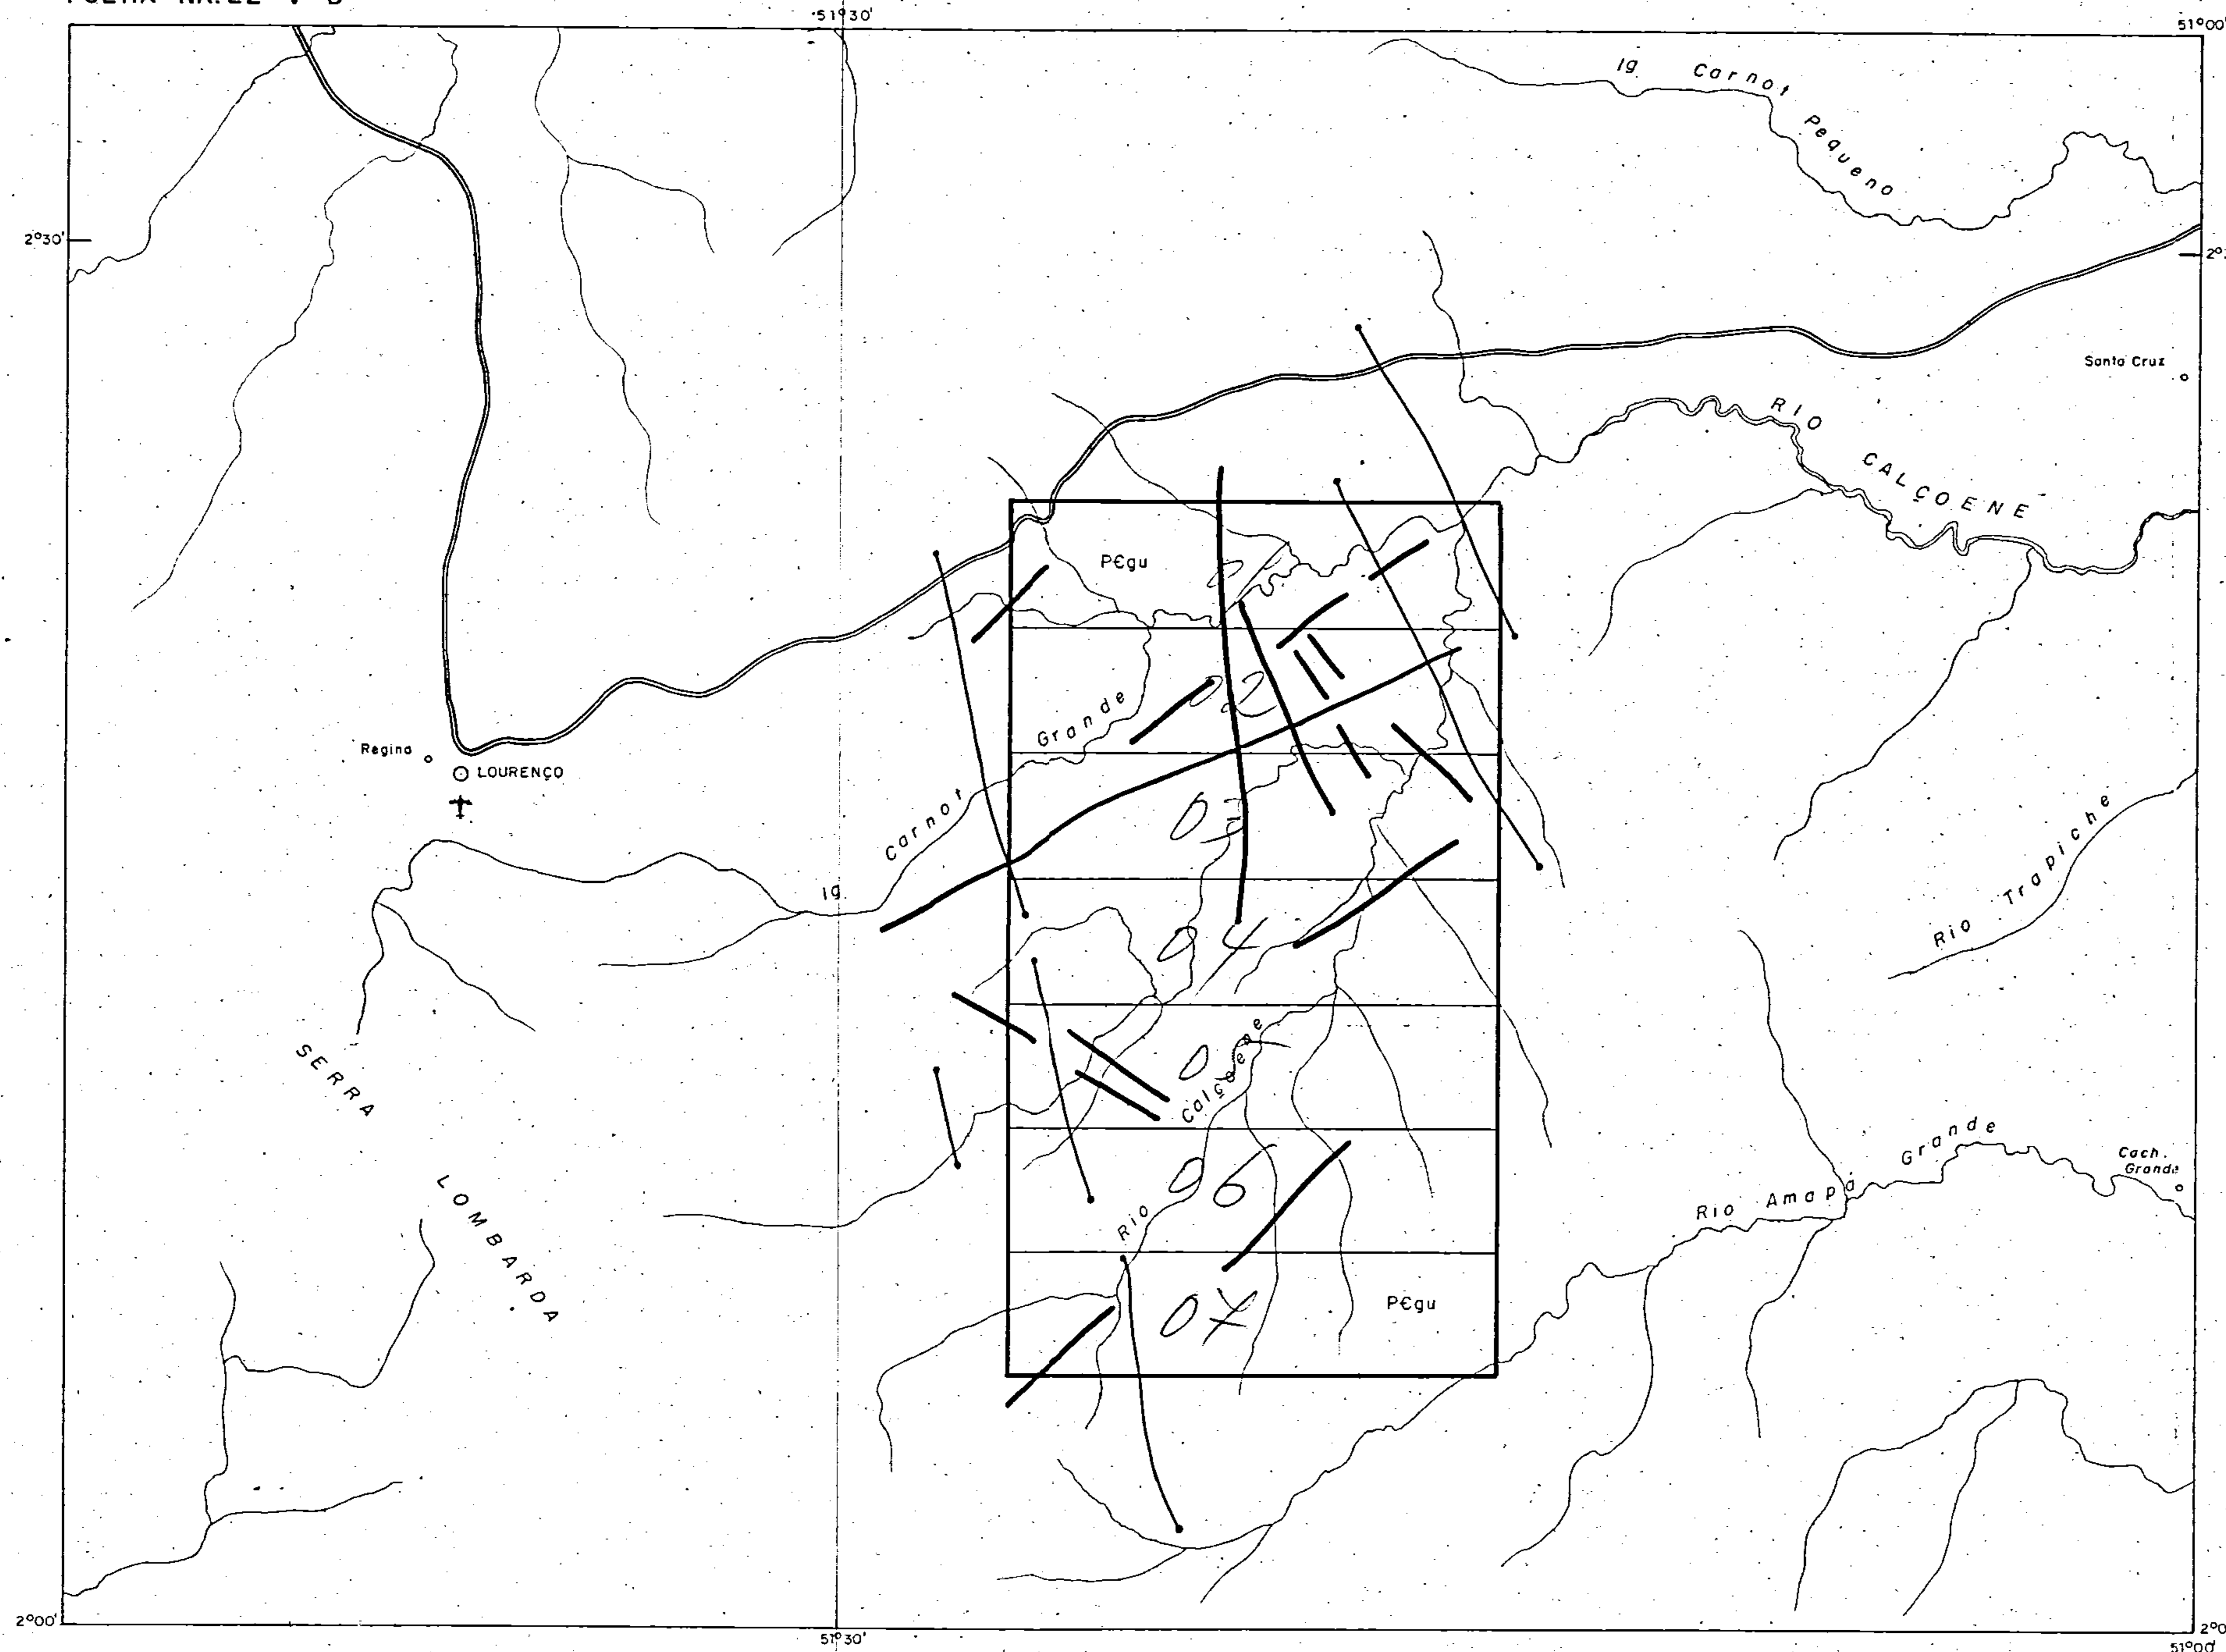 51°30'
51°00'
Ig. Carnot Pequeno
2°30'
Santa Cruz
RIO CALÇOENE
PЄgu
01
02
Grande
Regina
LOURENÇO
03
Carnot
Ig.
Rio Trapiche
04
SERRA LOMBARDA
05
Calçoene
Rio
06
Rio Amapá Grande
Cach.
Grande
07
PЄgu
2°00'
51°30'
51°00'